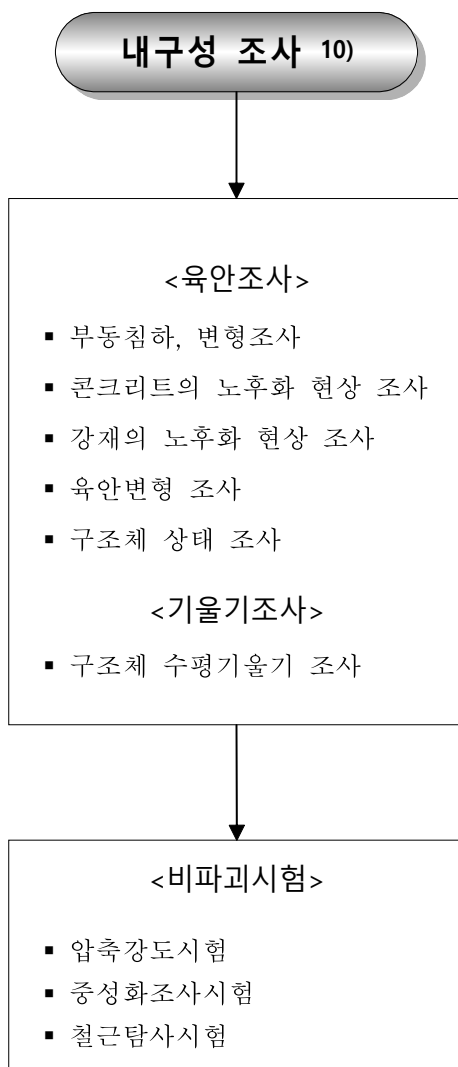 내구성 조사 10)
<육안조사>
▪ 부동침하, 변형조사
▪ 콘크리트의 노후화 현상 조사
▪ 강재의 노후화 현상 조사
▪ 육안변형 조사
▪ 구조체 상태 조사
<기울기조사>
▪ 구조체 수평기울기 조사
<비파괴시험>
▪ 압축강도시험
▪ 중성화조사시험
▪ 철근탐사시험